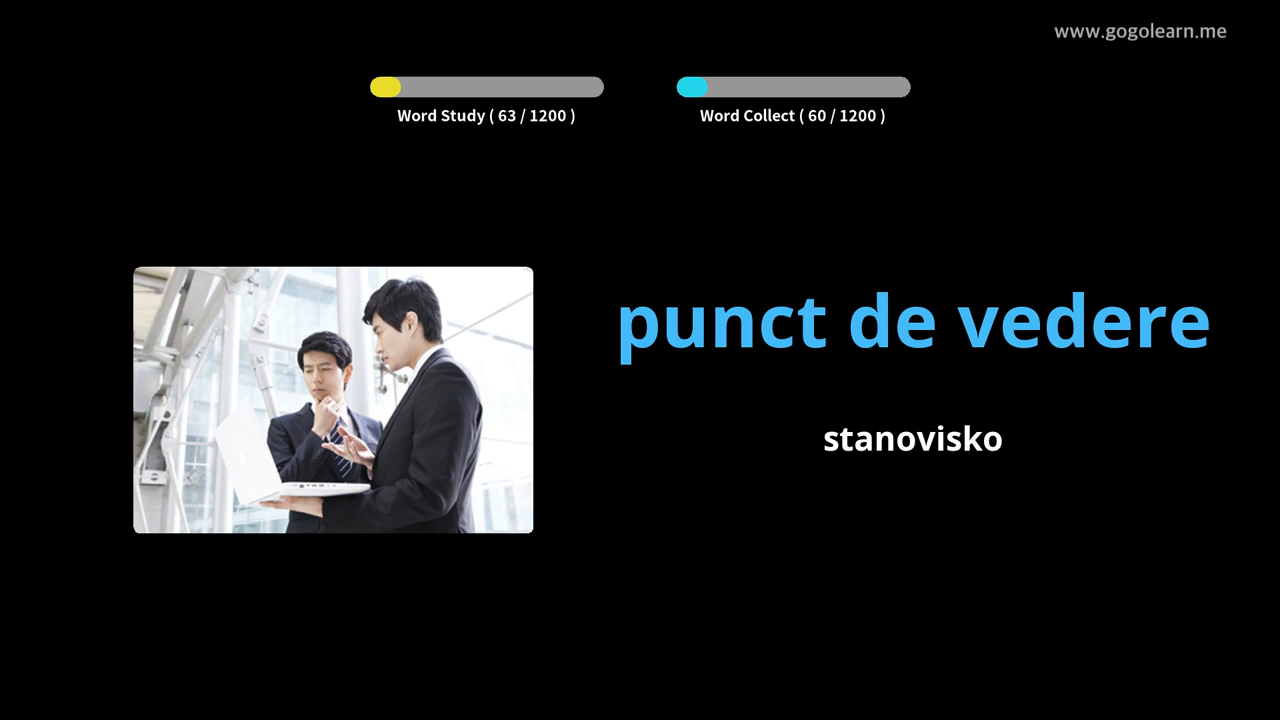 www.gogolearn.me
Word Study ( 63 / 1200 )
Word Collect ( 60 / 1200 )
punct de vedere
stanovisko